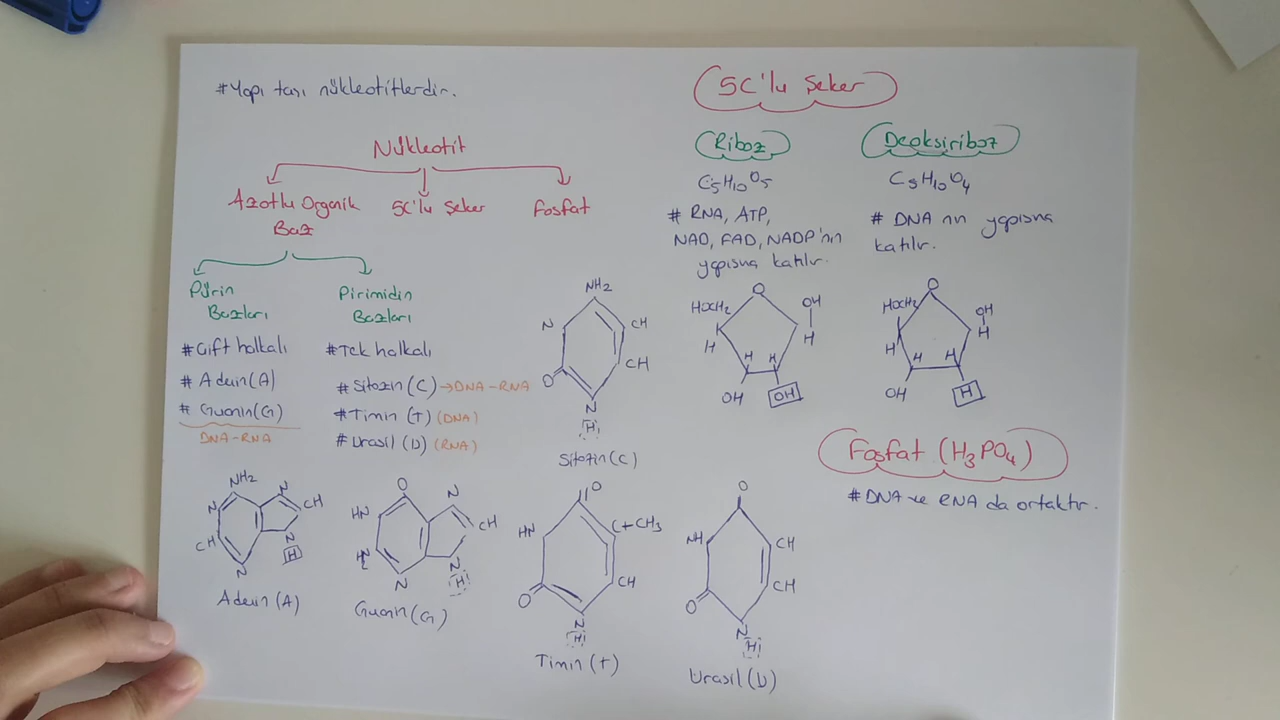 #Yapı taşı nükleotitlerdir.
Nükleotit
Azotlu Organik
Baz
5C'lu Şeker
Fosfat
Pürin
Bazları
#Çift halkalı
#Adenin(A)
# Guanin(G)
DNA-RNA
Pirimidin
Bazları
#Tek halkalı
#Sitozin(C)→DNA-RNA
#Timin (T) (DNA)
#Urasil (U) (RNA)
NH2
N
CH
CH
O
N
H
Sitozin(C)
NH2
N
N
CH
CH
N
N
H
Adenin(A)
O
N
HN
CH
N
N
H
Guanin(G)
O
HN
C+CH3
CH
O
N
H
Timin(T)
O
NH
CH
CH
O
N
H
Urasil(U)
5C'lu Şeker
Riboz
C5H10O5
# RNA, ATP,
NAD, FAD, NADP'nin
yapısına katılır.
O
HOCH2
OH
H
H
H
H
OH
OH
Deoksiriboz
C5H10O4
# DNA nın yapısına
katılır.
O
HOCH2
OH
H
H
H
H
OH
H
Fosfat (H3PO4)
#DNA ve RNA da ortaktır.